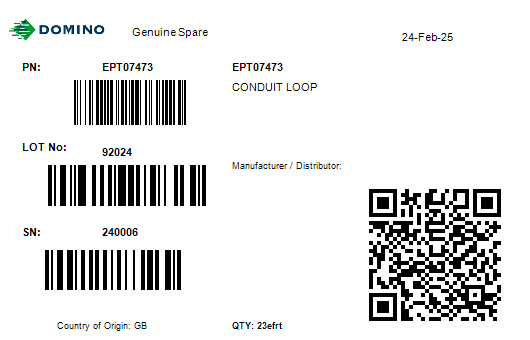 DOMINO Genuine Spare 24-Feb-25
PN: EPT07473 EPT07473
CONDUIT LOOP
LOT No: 92024
Manufacturer / Distributor:
SN: 240006
Country of Origin: GB QTY: 23efrt